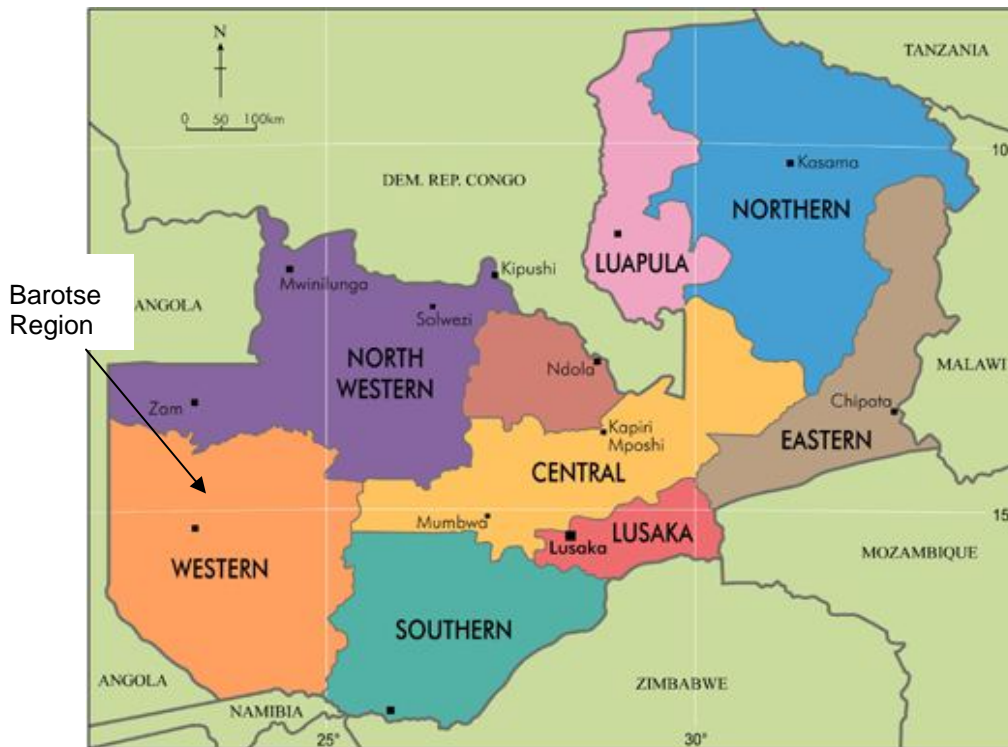 N
TANZANIA
0 50 100km
10
Kasama
DEM. REP. CONGO
NORTHERN
LUAPULA
Kipushi
Mwinilunga
Barotse
Region
ANGOLA
Solwezi
NORTH
WESTERN
Ndola
MALAWI
Zam
Chipata
Kapiri
Mposhi
EASTERN
CENTRAL
15
Mumbwa
LUSAKA
Lusaka
MOZAMBIQUE
WESTERN
SOUTHERN
ANGOLA
ZIMBABWE
NAMIBIA
25°
30°